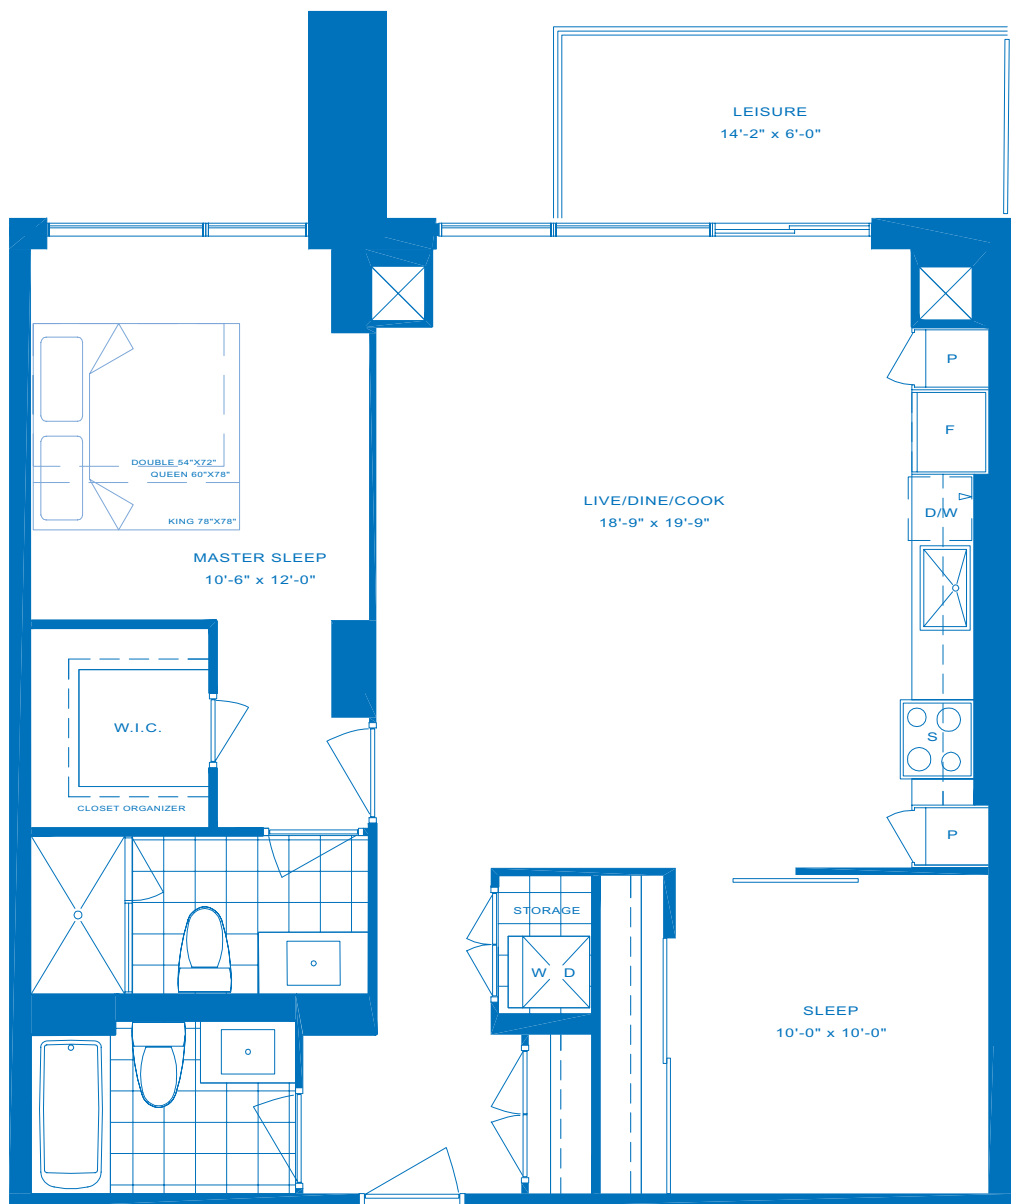 LEISURE
14'-2" x 6'-0"
P
F
DOUBLE 54"X72"
QUEEN 60"X78"
KING 78"X78"
LIVE/DINE/COOK
18'-9" x 19'-9"
D/W
MASTER SLEEP
10'-6" x 12'-0"
W.I.C.
S
CLOSET ORGANIZER
P
STORAGE
W D
SLEEP
10'-0" x 10'-0"